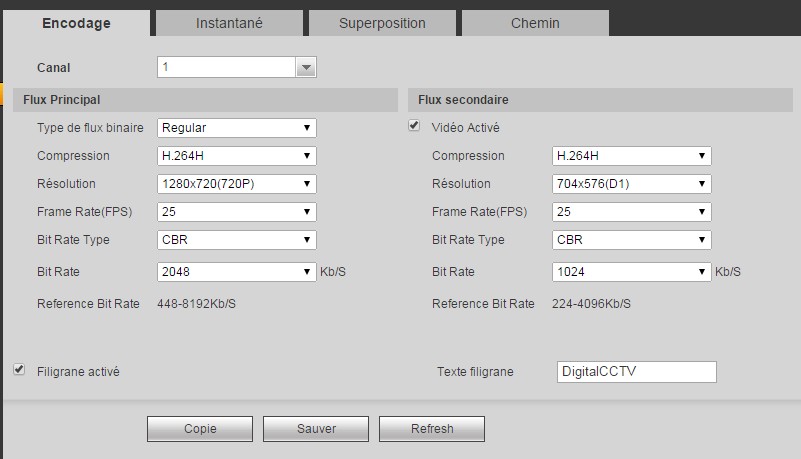 Encodage Instantané Superposition Chemin
Canal 1
Flux Principal Flux secondaire
Type de flux binaire Regular Vidéo Activé
Compression H.264H Compression H.264H
Résolution 1280x720(720P) Résolution 704x576(D1)
Frame Rate(FPS) 25 Frame Rate(FPS) 25
Bit Rate Type CBR Bit Rate Type CBR
Bit Rate 2048 Kb/S Bit Rate 1024 Kb/S
Reference Bit Rate 448-8192Kb/S Reference Bit Rate 224-4096Kb/S
Filigrane activé Texte filigrane DigitalCCTV
Copie Sauver Refresh